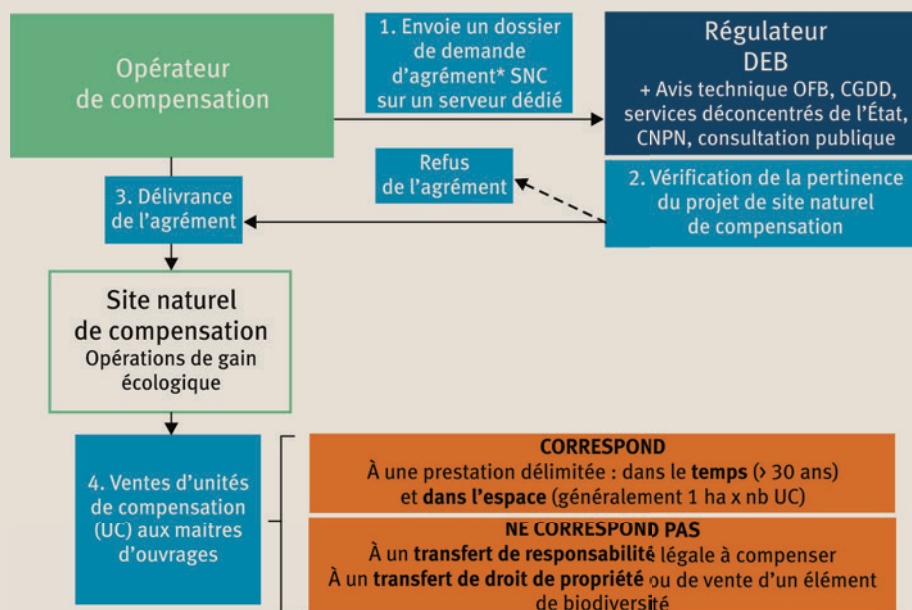 Opérateur
de compensation
1. Envoie un dossier
de demande
d’agrément* SNC
sur un serveur dédié
Régulateur
DEB
+ Avis technique OFB, CGDD,
services déconcentrés de l’État,
CNPN, consultation publique
Refus
de l’agrément
2. Vérification de la pertinence
du projet de site naturel
de compensation
3. Délivrance
de l’agrément
Site naturel
de compensation
Opérations de gain
écologique
4. Ventes d’unités
de compensation
(UC) aux maitres
d’ouvrages
CORRESPOND
À une prestation délimitée : dans le temps (> 30 ans)
et dans l’espace (généralement 1 ha x nb UC)
NE CORRESPOND PAS
À un transfert de responsabilité légale à compenser
À un transfert de droit de propriété ou de vente d’un élément
de biodiversité